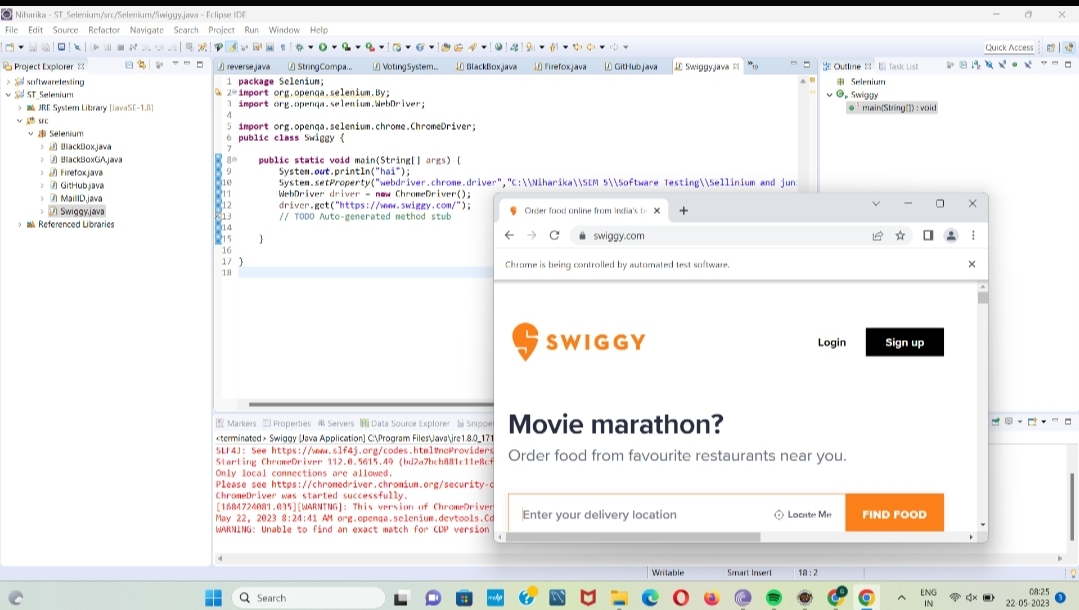 Niharika - ST_Selenium/src/Selenium/Swiggy.java - Eclipse IDE
File Edit Source Refactor Navigate Search Project Run Window Help
Quick Access
Project Explorer
softwaretesting
ST_Selenium
JRE System Library [JavaSE-1.8]
src
Selenium
BlackBox.java
BlackBoxGA.java
Firefox.java
GitHub.java
MailID.java
Swiggy.java
Referenced Libraries
reverse.java StringCompa... VotingSystem... BlackBox.java Firefox.java GitHub.java Swiggy.java
1 package Selenium;
2 import org.openqa.selenium.By;
3 import org.openqa.selenium.WebDriver;
4
5 import org.openqa.selenium.chrome.ChromeDriver;
6 public class Swiggy {
7
8 public static void main(String[] args) {
9 System.out.println("hai");
10 System.setProperty("webdriver.chrome.driver","C:\\Niharika\\SEM 5\\Software Testing\\Sellinium and jun
11 WebDriver driver = new ChromeDriver();
12 driver.get("https://www.swiggy.com/");
13 // TODO Auto-generated method stub
14
15 }
16
17 }
18
Outline Task List
Selenium
Swiggy
main(String[]) : void
Order food online from India's b
swiggy.com
Chrome is being controlled by automated test software.
SWIGGY
Login
Sign up
Movie marathon?
Order food from favourite restaurants near you.
Enter your delivery location
Locate Me
FIND FOOD
Markers Properties Servers Data Source Explorer Snippe
<terminated> Swiggy [Java Application] C:\Program Files\Java\jre1.8.0_171
SLF4J: See https://www.slf4j.org/codes.html#noProviders
Starting ChromeDriver 112.0.5615.49
Only local connections are allowed.
Please see https://chromedriver.chromium.org/security-c
ChromeDriver was started successfully.
[1684724081.035][WARNING]: This version of ChromeDriver
May 22, 2023 8:24:41 AM org.openqa.selenium.devtools.Cd
WARNING: Unable to find an exact match for CDP version
Writable Smart Insert 18 : 2
Search
ENG
IN
08:25
22-05-2023